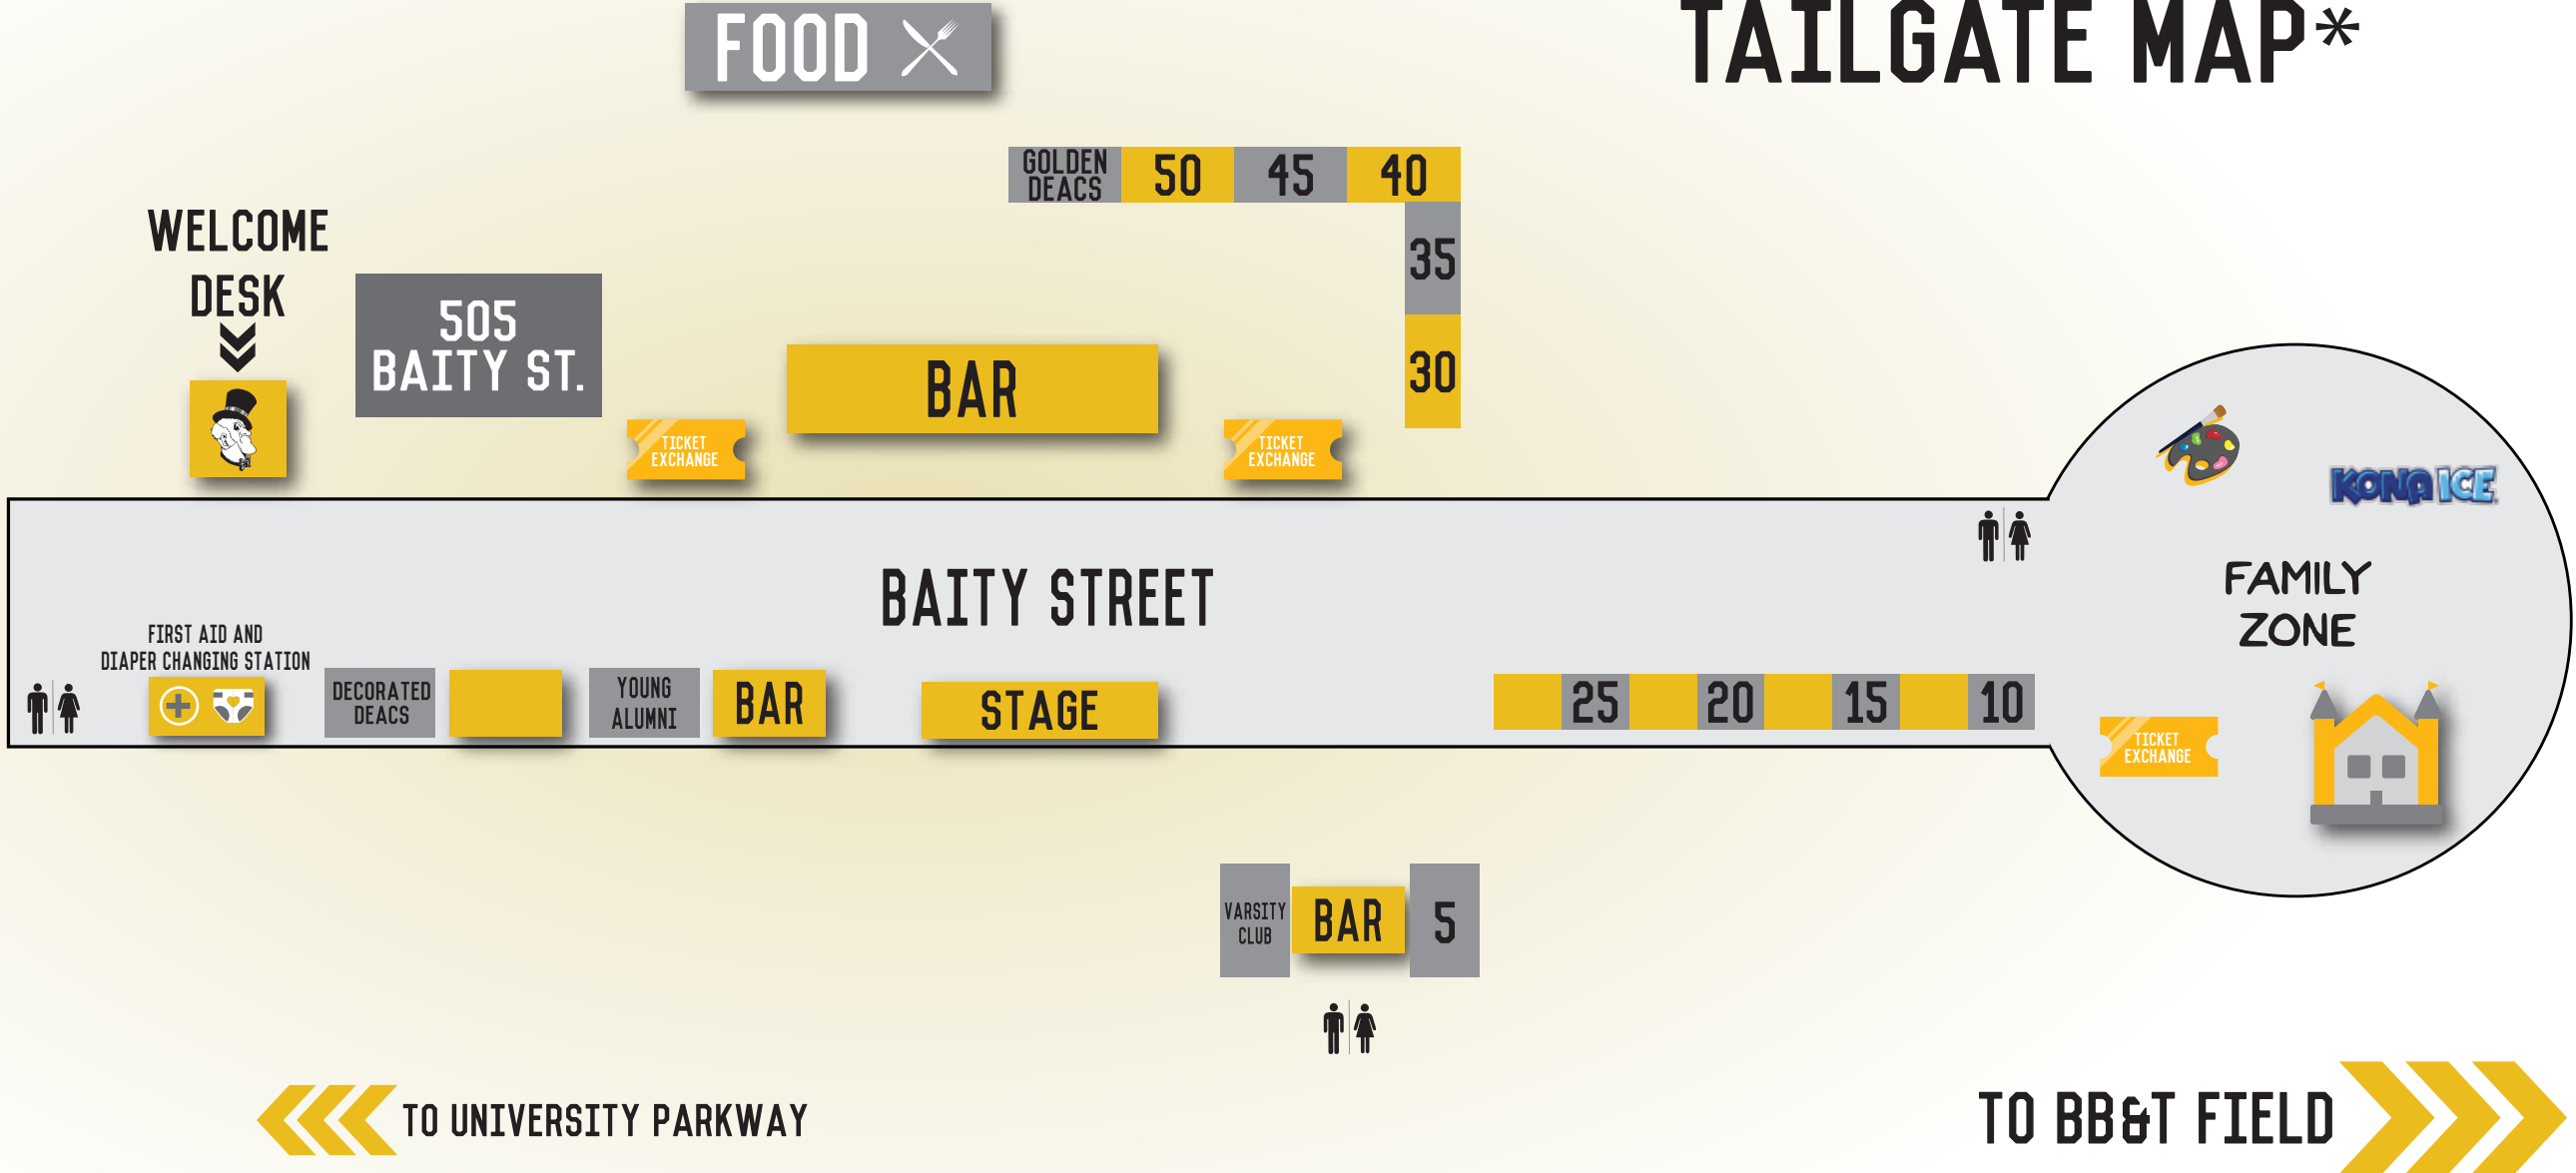 TAILGATE MAP*
FOOD
GOLDEN
DEACS
50
45
40
35
30
WELCOME
DESK
505
BAITY ST.
BAR
TICKET
EXCHANGE
TICKET
EXCHANGE
KONA ICE
FAMILY
ZONE
BAITY STREET
FIRST AID AND
DIAPER CHANGING STATION
DECORATED
DEACS
YOUNG
ALUMNI
BAR
STAGE
25
20
15
10
TICKET
EXCHANGE
VARSITY
CLUB
BAR
5
TO UNIVERSITY PARKWAY
TO BB&T FIELD